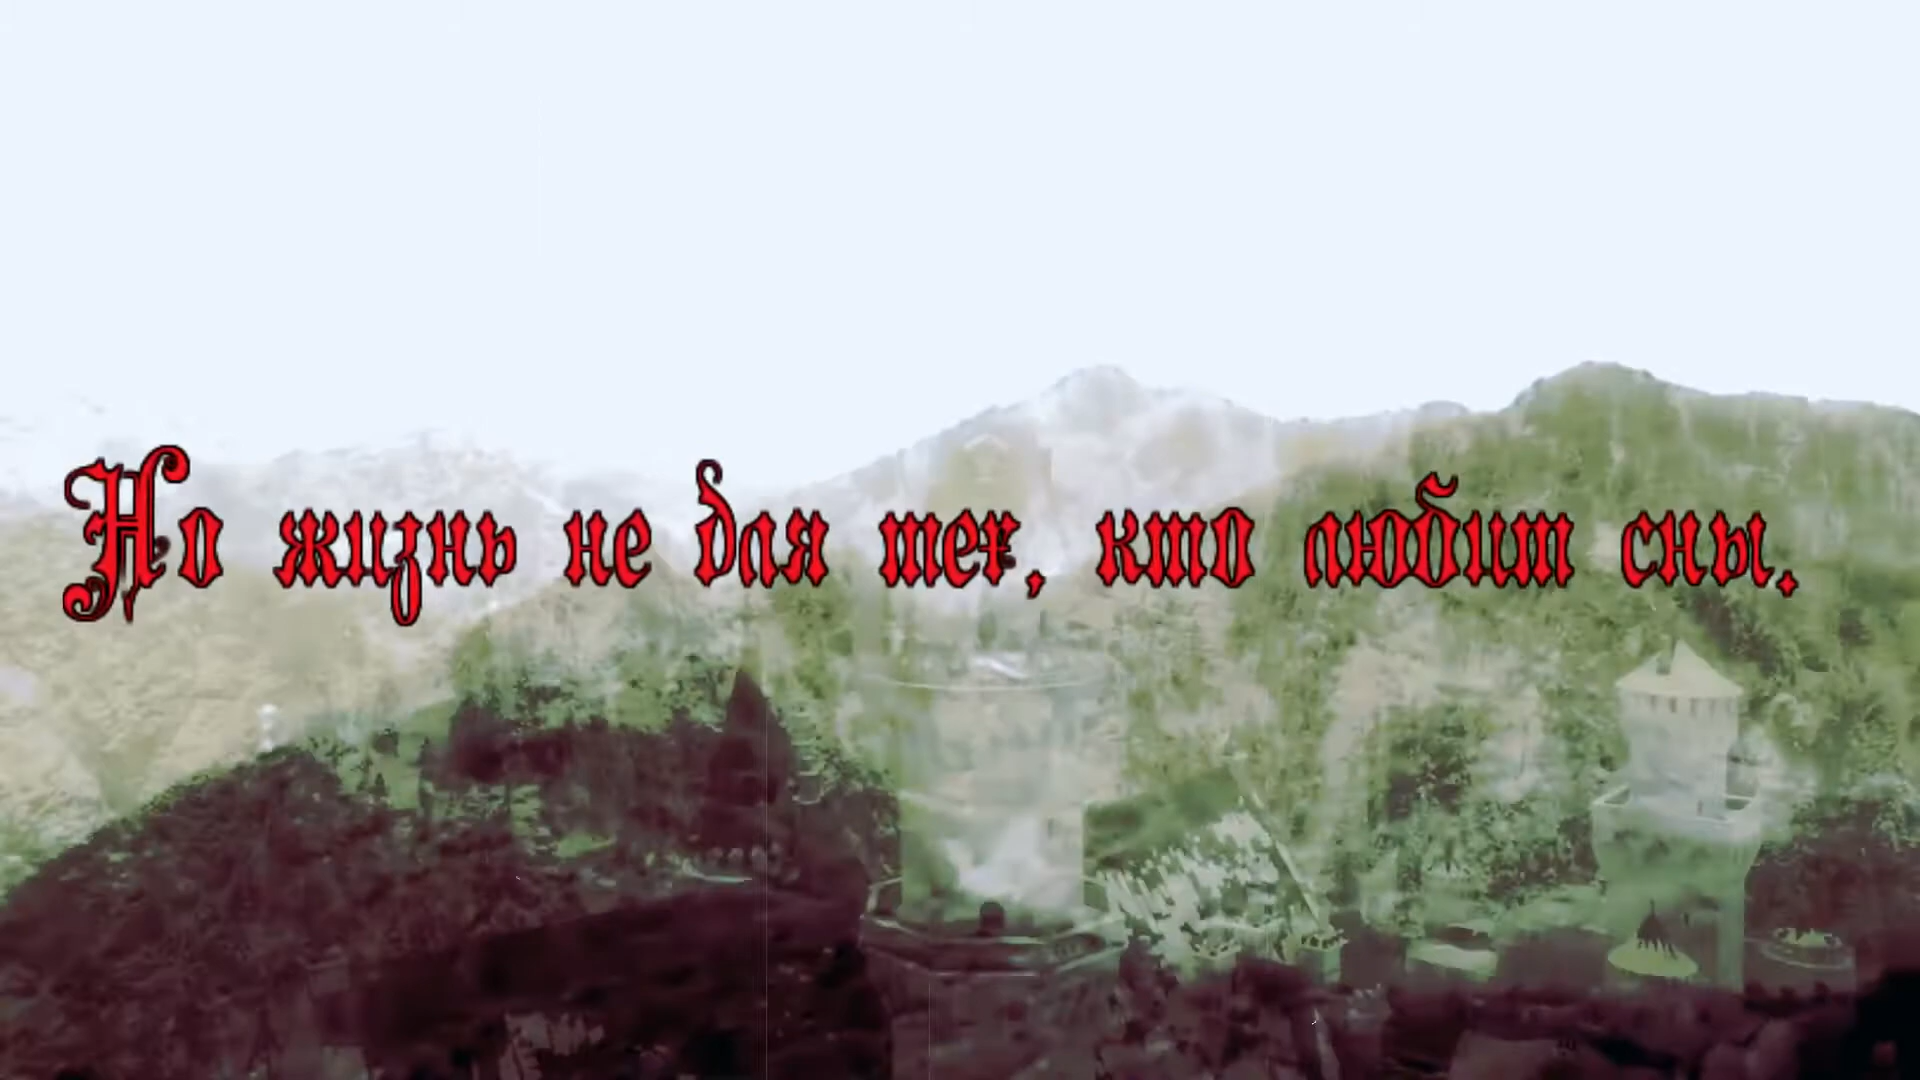 Но жизнь не для тех, кто любит сны.